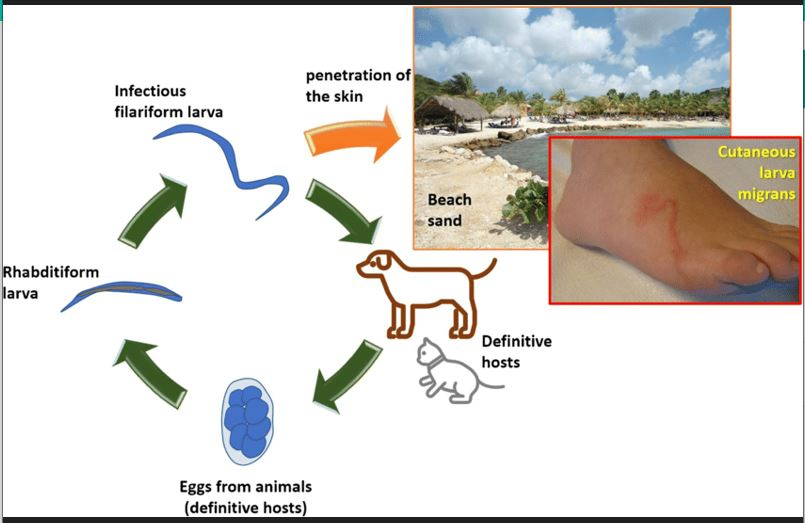 Infectious
filariform larva
penetration of
the skin
Cutaneous
larva
migrans
Beach
sand
Rhabditiform
larva
Definitive
hosts
Eggs from animals
(definitive hosts)